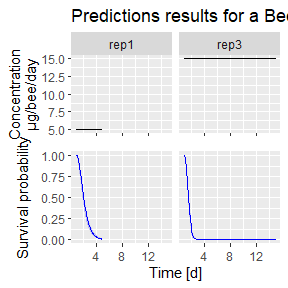 Predictions results for a Bee
rep1 rep3
Concentration
µg/bee/day
15.0
12.5
10.0
7.5
5.0
Survival probability
1.00
0.75
0.50
0.25
0.00
4 8 12 4 8 12
Time [d]